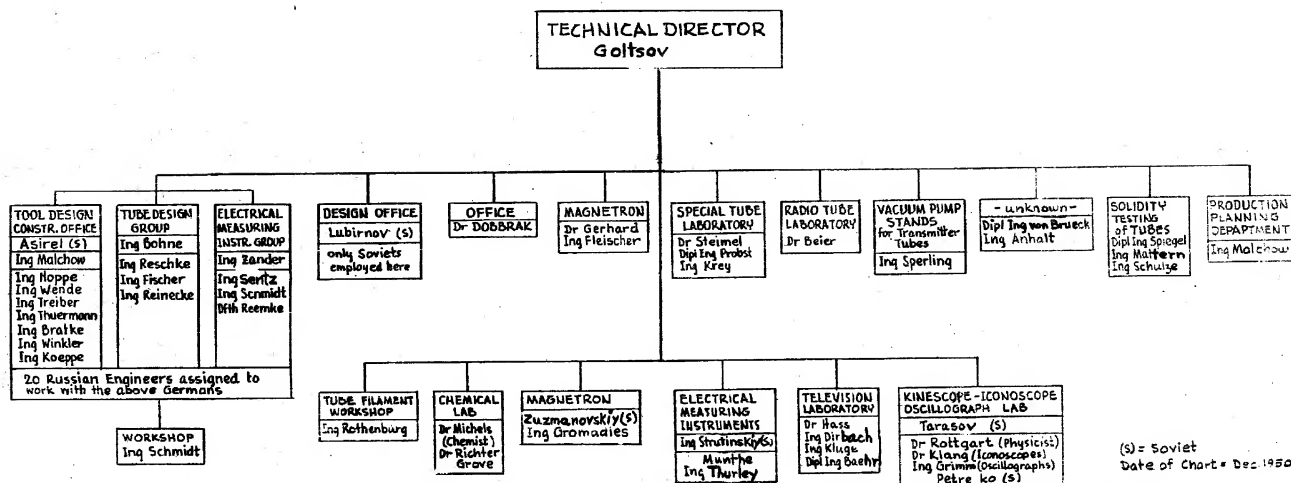 TECHNICAL DIRECTOR
Goltsov
TOOL DESIGN
CONSTR. OFFICE
Asirel (S)
Ing Malchow
Ing Hoppe
Ing Wende
Ing Treiber
Ing Thuermann
Ing Bratke
Ing Winkler
Ing Koeppe
TUBE DESIGN
GROUP
Ing Bohne
Ing Reschke
Ing Fischer
Ing Reinecke
ELECTRICAL
MEASURING
INSTR. GROUP
Ing Zander
Ing Sentz
Ing Scnmidt
Dfth Reemke
20 Russian Engineers assigned to
work with the above Germans
WORKSHOP
Ing Schmidt
DESIGN OFFICE
Lubirnov (S)
only Soviets
employed here
OFFICE
Dr DOBBRAK
MAGNETRON
Dr Gerhard
Ing Fleischer
SPECIAL TUBE
LABORATORY
Dr Steimel
Dipl Ing Probst
Ing Krey
RADIO TUBE
LABORATORY
Dr Beier
VACUUM PUMP
STANDS
for Transmitter
Tubes
Ing Sperling
- unknown -
Dipl Ing von Brueck
Ing Anhalt
SOLIDITY
TESTING
of TUBES
Dipl Ing Spiegel
Ing Mattern
Ing Schulze
PRODUCTION
PLANNING
DEPARTMENT
Ing Malchow
TUBE FILAMENT
WORKSHOP
Ing Rothenburg
CHEMICAL
LAB
Dr Michels
(Chemist)
Dr Richter
Grove
MAGNETRON
Zuzmanovskiy (S)
Ing Gromadies
ELECTRICAL
MEASURING
INSTRUMENTS
Ing Strutinskiy (S)
Munthe
Ing Thurley
TELEVISION
LABORATORY
Dr Hass
Ing Dirbach
Ing Kluge
Dipl Ing Baehr
KINESCOPE-ICONOSCOPE
OSCILLOGRAPH LAB
Tarasov (S)
Dr Rottgart (Physicist)
Dr Klang (Iconoscopes)
Ing Grimm (Oscillographs)
Petre ko (S)
(S) = Soviet
Date of Chart = Dec. 1950